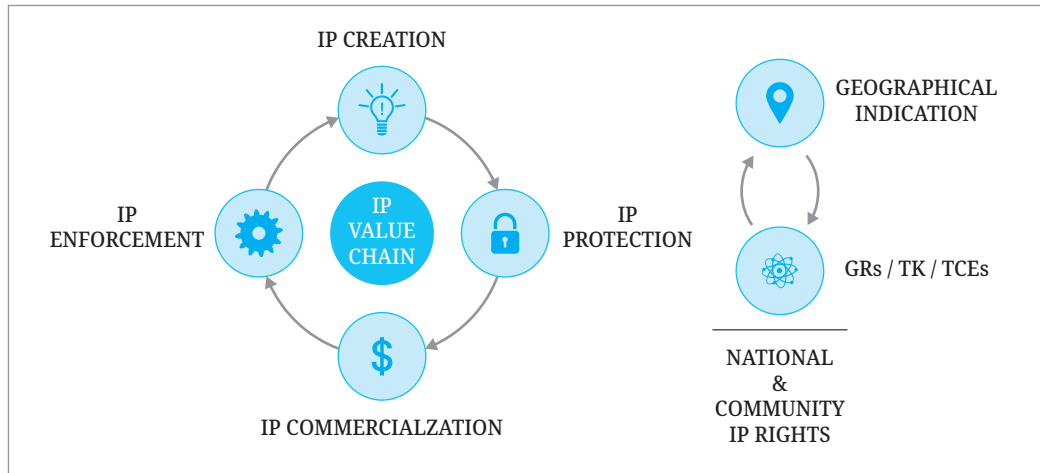 IP CREATION
IP
ENFORCEMENT
IP
VALUE
CHAIN
IP
PROTECTION
$
IP COMMERCIALZATION
GEOGRAPHICAL
INDICATION
GRs / TK / TCEs
NATIONAL
&
COMMUNITY
IP RIGHTS